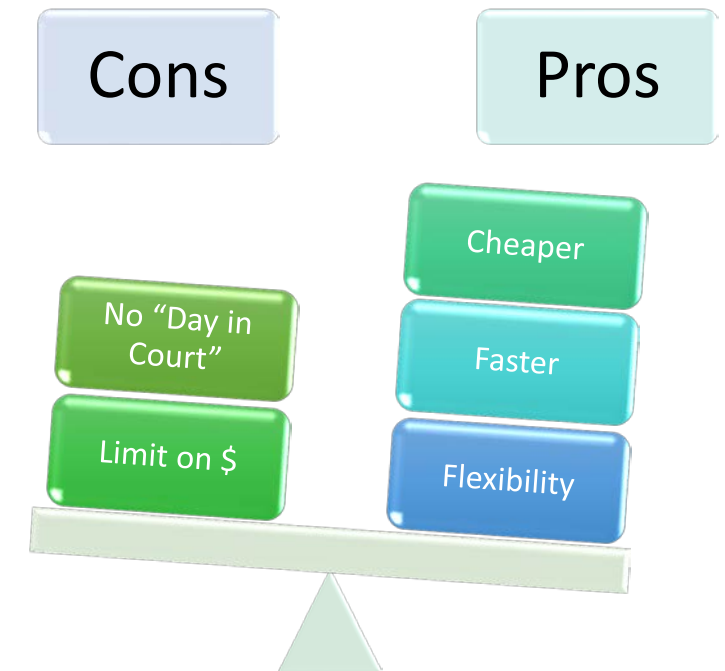 Cons
Pros
No “Day in
Court”
Limit on $
Cheaper
Faster
Flexibility